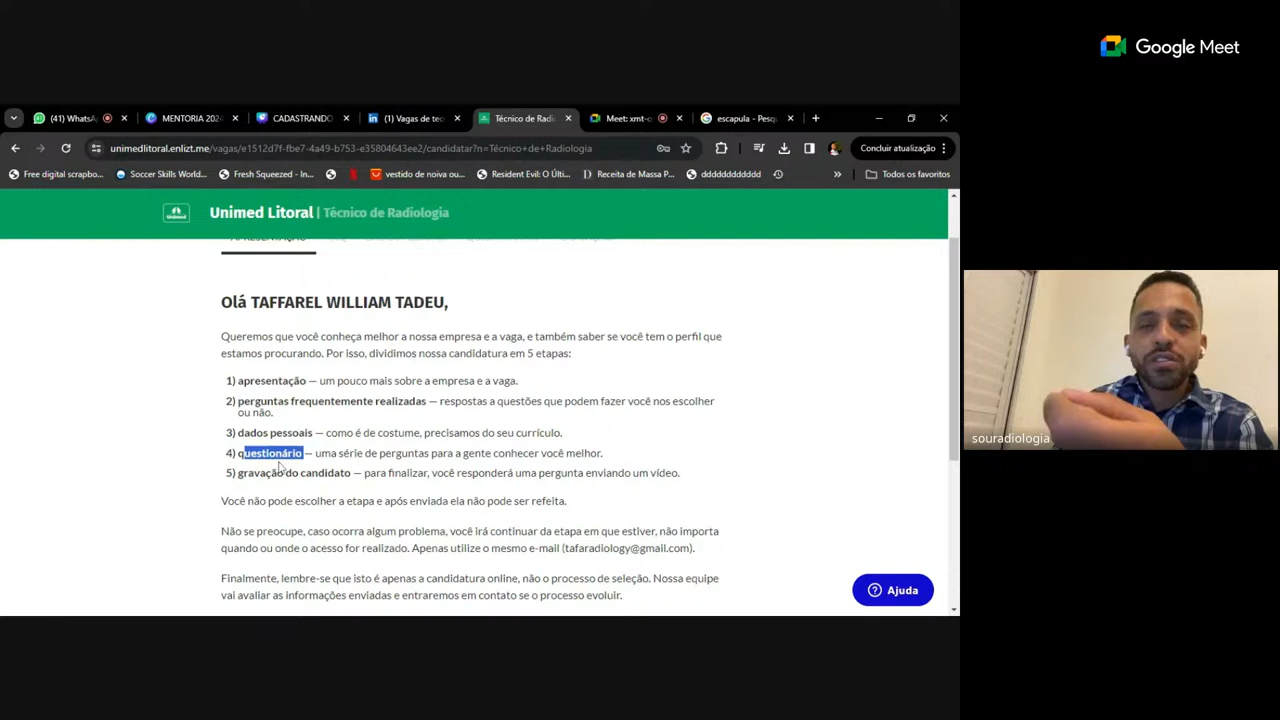 Google Meet
(41) WhatsA
MENTORIA 2024
CADASTRANDO
(1) Vagas de tec
Técnico de Radi
Meet: xmt-c
escapula - Pesq
unimedlitoral.enlizt.me/vagas/e1512d7f-fbe7-4a49-b753-e35804643ee2/candidatar?n=Técnico+de+Radiologia
Concluir atualização
Free digital scrapbo...
Soccer Skills World...
Fresh Squeezed - In...
vestido de noiva ou...
Resident Evil: O Últi...
Receita de Massa P...
dddddddddddd
Todos os favoritos
Unimed Litoral | Técnico de Radiologia
APRESENTAÇÃO
Olá TAFFAREL WILLIAM TADEU,
Queremos que você conheça melhor a nossa empresa e a vaga, e também saber se você tem o perfil que
estamos procurando. Por isso, dividimos nossa candidatura em 5 etapas:
1) apresentação — um pouco mais sobre a empresa e a vaga.
2) perguntas frequentemente realizadas — respostas a questões que podem fazer você nos escolher
ou não.
3) dados pessoais — como é de costume, precisamos do seu currículo.
4) questionário — uma série de perguntas para a gente conhecer você melhor.
5) gravação do candidato — para finalizar, você responderá uma pergunta enviando um vídeo.
Você não pode escolher a etapa e após enviada ela não pode ser refeita.
Não se preocupe, caso ocorra algum problema, você irá continuar da etapa em que estiver, não importa
quando ou onde o acesso for realizado. Apenas utilize o mesmo e-mail (tafaradiology@gmail.com).
Finalmente, lembre-se que isto é apenas a candidatura online, não o processo de seleção. Nossa equipe
vai avaliar as informações enviadas e entraremos em contato se o processo evoluir.
Ajuda
souradiologia